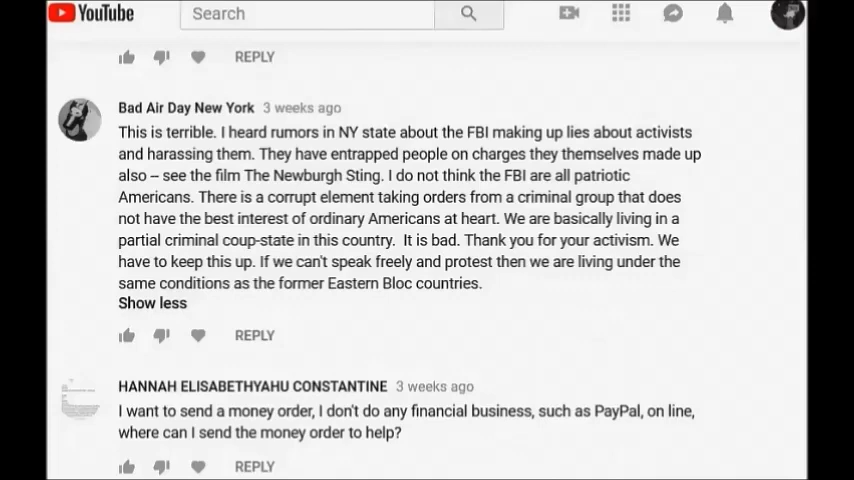 YouTube
Search
REPLY
Bad Air Day New York 3 weeks ago
This is terrible. I heard rumors in NY state about the FBI making up lies about activists
and harassing them. They have entrapped people on charges they themselves made up
also – see the film The Newburgh Sting. I do not think the FBI are all patriotic
Americans. There is a corrupt element taking orders from a criminal group that does
not have the best interest of ordinary Americans at heart. We are basically living in a
partial criminal coup-state in this country.  It is bad. Thank you for your activism. We
have to keep this up. If we can't speak freely and protest then we are living under the
same conditions as the former Eastern Bloc countries.
Show less
REPLY
HANNAH ELISABETHYAHU CONSTANTINE 3 weeks ago
I want to send a money order, I don't do any financial business, such as PayPal, on line,
where can I send the money order to help?
REPLY